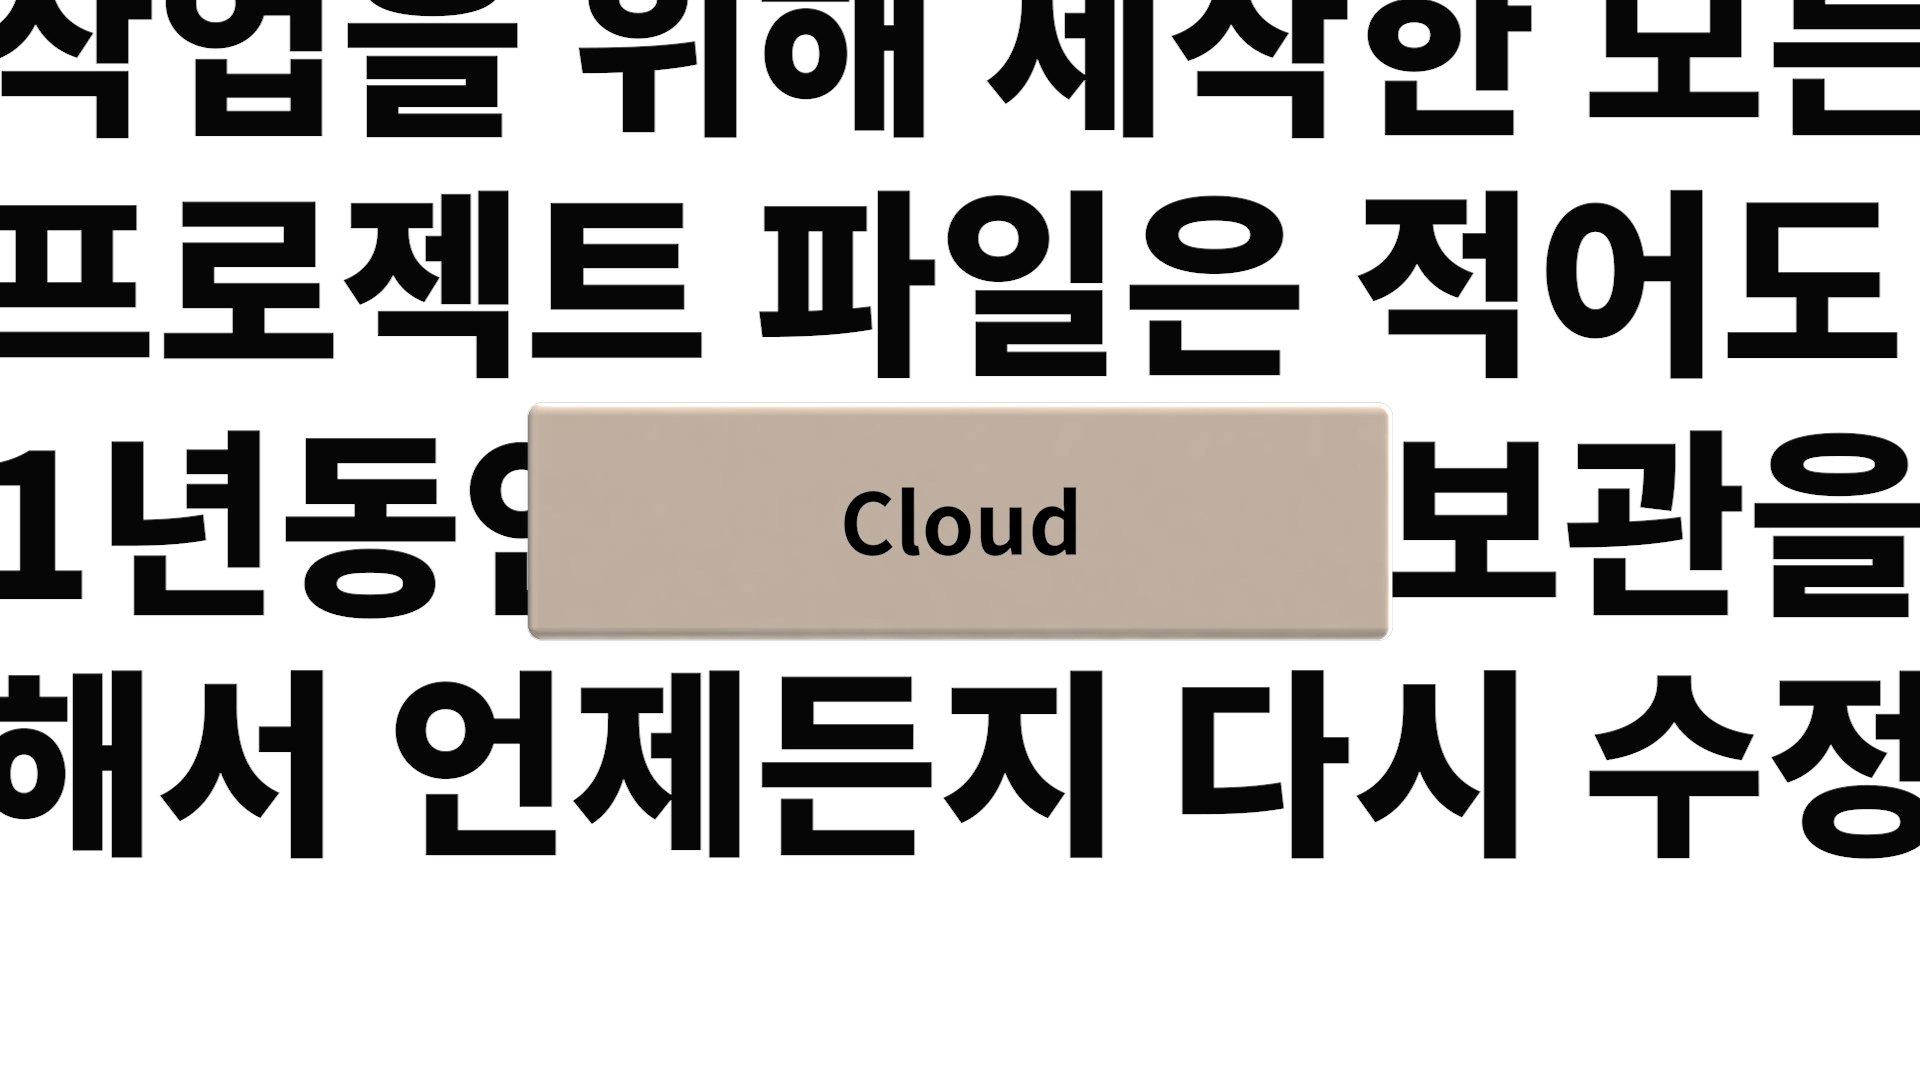 작업을 위해 제작한 모든
프로젝트 파일은 적어도
1년동안 보관을
Cloud
해서 언제든지 다시 수정